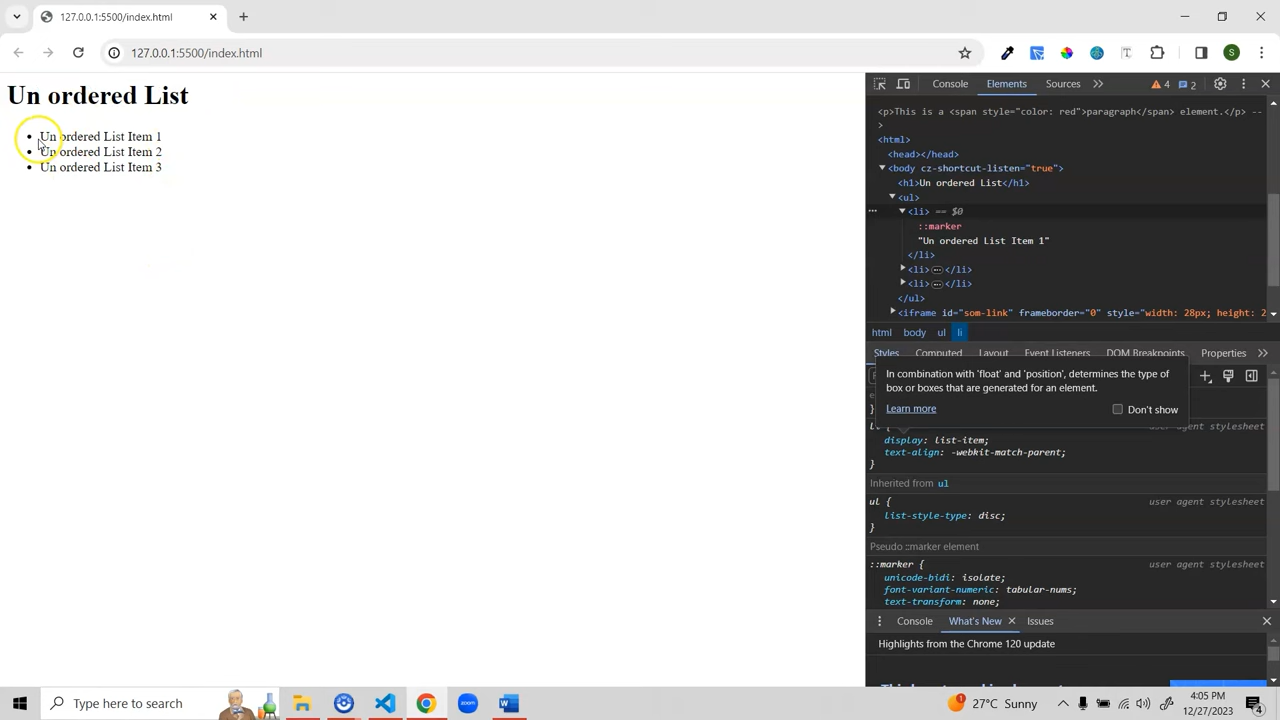 127.0.0.1:5500/index.html
127.0.0.1:5500/index.html
S
Un ordered List
Un ordered List Item 1
Un ordered List Item 2
Un ordered List Item 3
Console Elements Sources 4 2
<p>This is a <span style="color: red">paragraph</span> element.</p> --
>
<html>
<head></head>
<body cz-shortcut-listen="true">
<h1>Un ordered List</h1>
<ul>
<li> == $0
::marker
"Un ordered List Item 1"
</li>
<li> </li>
<li> </li>
</ul>
<iframe id="som-link" frameborder="0" style="width: 28px; height: 2
html body ul li
Styles Computed Layout Event Listeners DOM Breakpoints Properties
In combination with 'float' and 'position', determines the type of
box or boxes that are generated for an element.
Learn more Don't show
}
user agent stylesheet
display: list-item;
text-align: -webkit-match-parent;
}
Inherited from ul
ul { user agent stylesheet
list-style-type: disc;
}
Pseudo ::marker element
::marker { user agent stylesheet
unicode-bidi: isolate;
font-variant-numeric: tabular-nums;
text-transform: none;
Console What's New Issues
Highlights from the Chrome 120 update
Type here to search
zoom
1
27°C Sunny
4:05 PM
12/27/2023
4